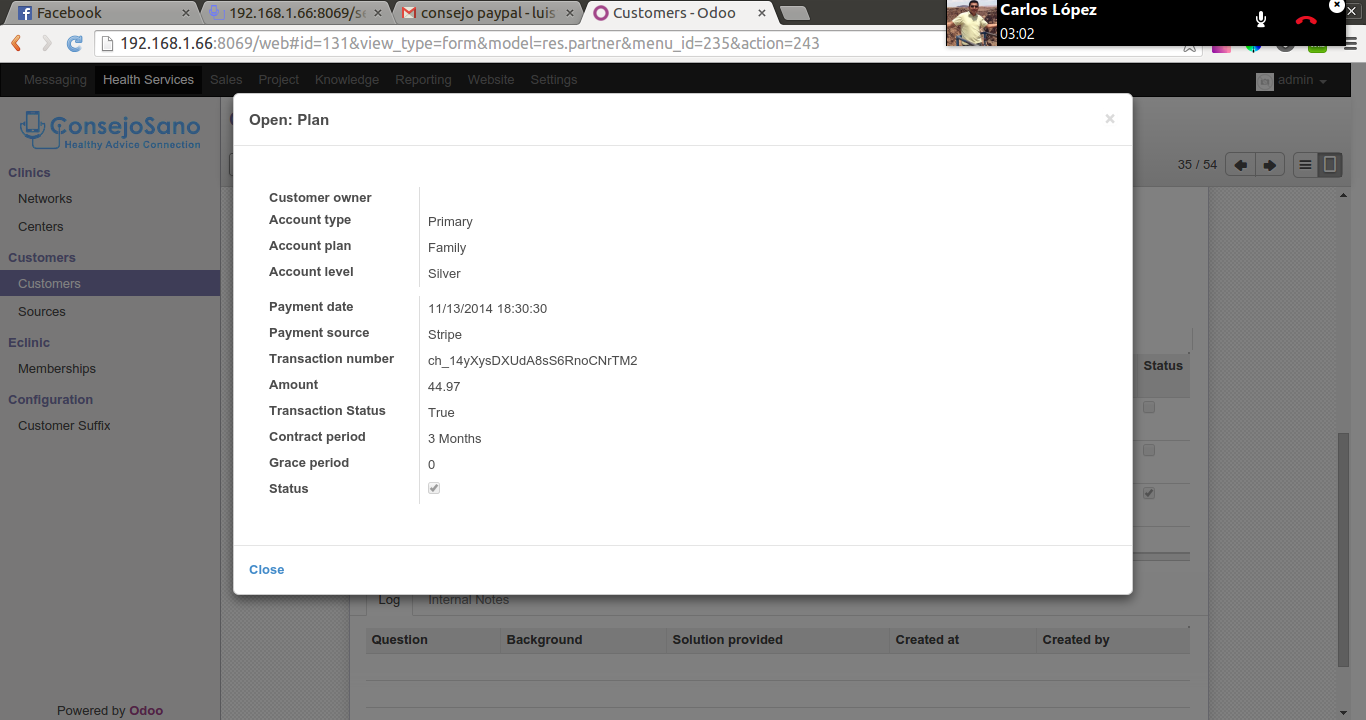 Facebook
192.168.1.66:8069/se
consejo paypal - luis
Customers - Odoo
Carlos López
03:02
192.168.1.66:8069/web#id=131&view_type=form&model=res.partner&menu_id=235&action=243
Messaging Health Services Sales Project Knowledge Reporting Website Settings admin
ConsejoSano
Healthy Advice Connection
Clinics
Networks
Centers
Customers
Customers
Sources
Eclinic
Memberships
Configuration
Customer Suffix
Powered by Odoo
35 / 54
Open: Plan ×
Customer owner
Account type Primary
Account plan Family
Account level Silver
Payment date 11/13/2014 18:30:30
Payment source Stripe
Transaction number ch_14yXysDXUdA8sS6RnoCNrTM2
Amount 44.97
Transaction Status True
Contract period 3 Months
Grace period 0
Status
Close
Status
Log Internal Notes
Question Background Solution provided Created at Created by